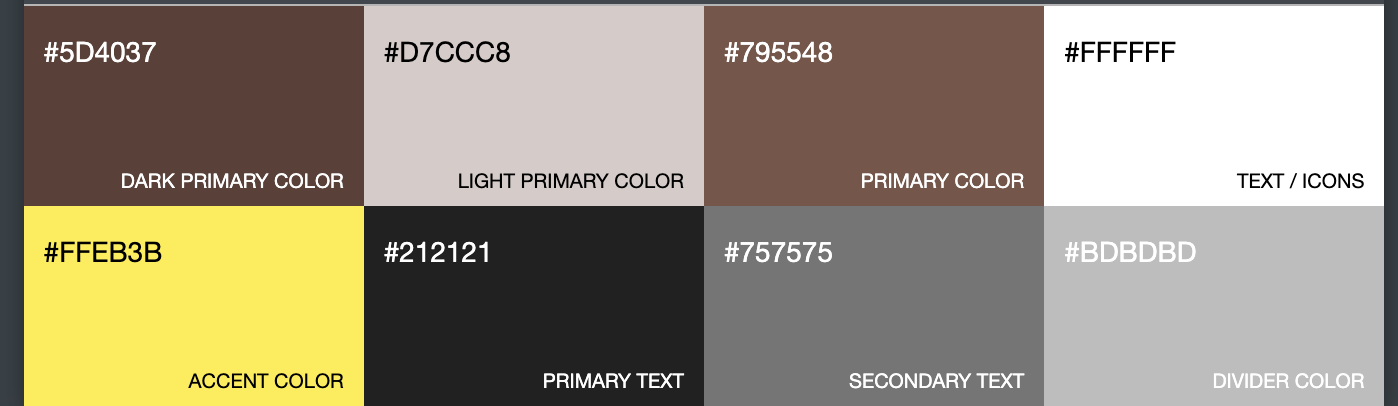 #5D4037
#D7CCC8
#795548
#FFFFFF
DARK PRIMARY COLOR
LIGHT PRIMARY COLOR
PRIMARY COLOR
TEXT / ICONS
#FFEB3B
#212121
#757575
#BDBDBD
ACCENT COLOR
PRIMARY TEXT
SECONDARY TEXT
DIVIDER COLOR